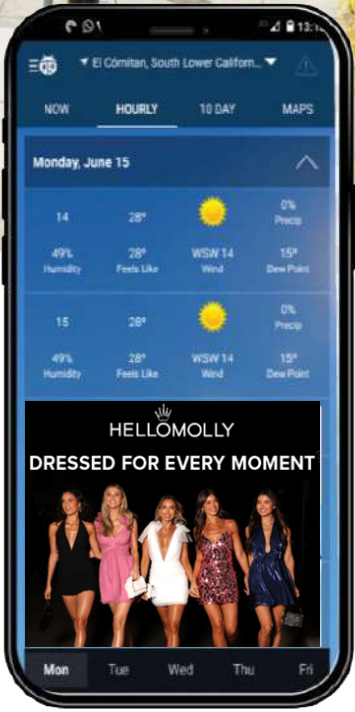 13:1
El Cómitan, South Lower Californ...
NOW HOURLY 10 DAY MAPS
Monday, June 15
14 28° 0% Precip
49% Humidity 28° Feels Like WSW 14 Wind 15° Dew Point
15 28° 0% Precip
49% Humidity 28° Feels Like WSW 14 Wind 15° Dew Point
HELLOMOLLY
DRESSED FOR EVERY MOMENT
Mon Tue Wed Thu Fri